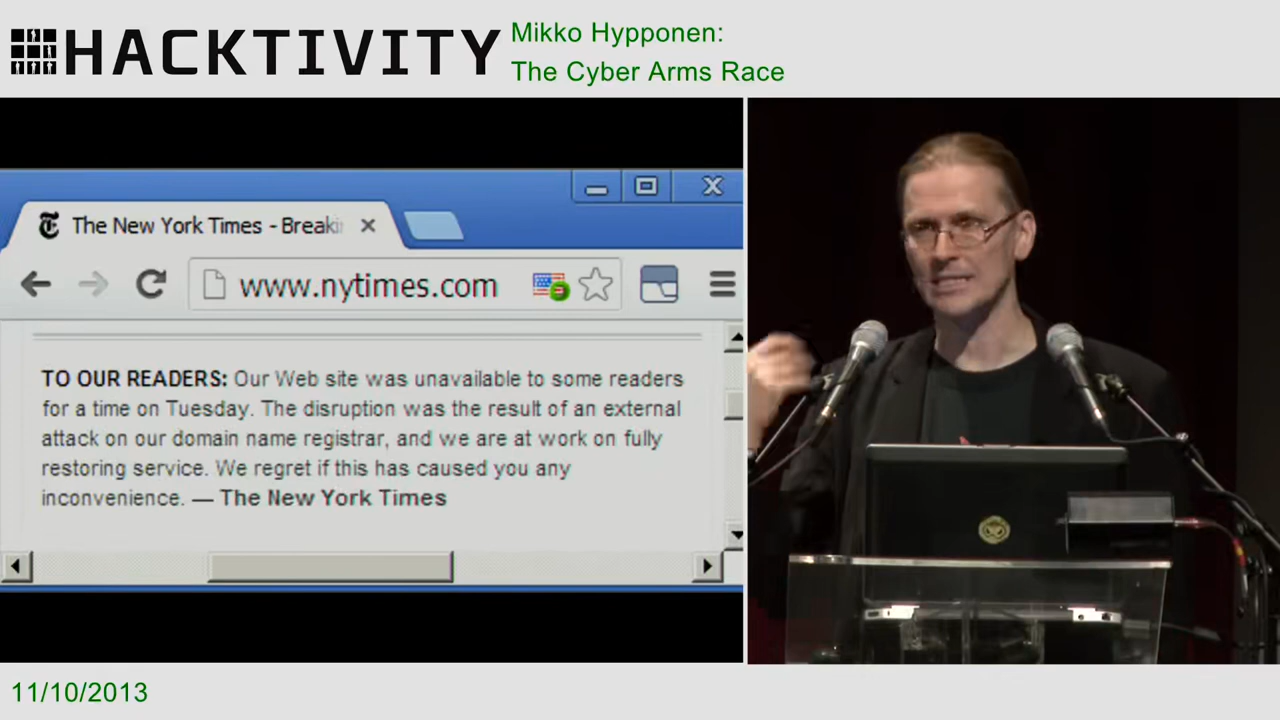 HACKTIVITY
Mikko Hypponen:
The Cyber Arms Race
The New York Times - Breaki
www.nytimes.com
TO OUR READERS: Our Web site was unavailable to some readers
for a time on Tuesday. The disruption was the result of an external
attack on our domain name registrar, and we are at work on fully
restoring service. We regret if this has caused you any
inconvenience. — The New York Times
11/10/2013